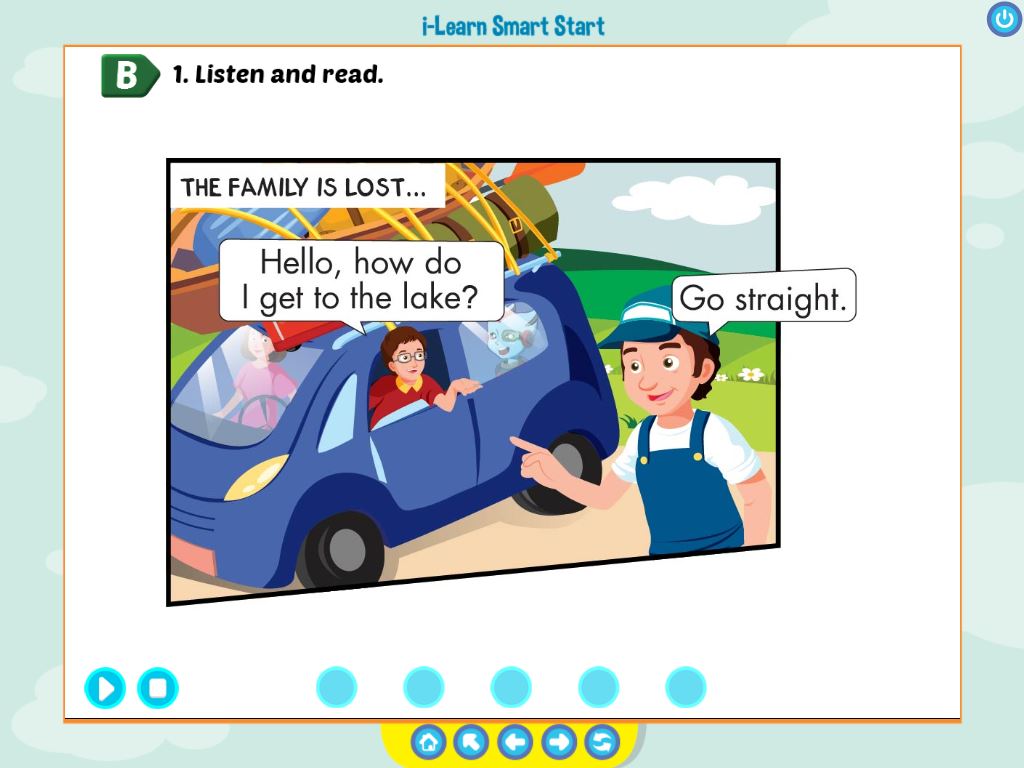 i-Learn Smart Start
B 1. Listen and read.
THE FAMILY IS LOST...
Hello, how do
I get to the lake?
Go straight.